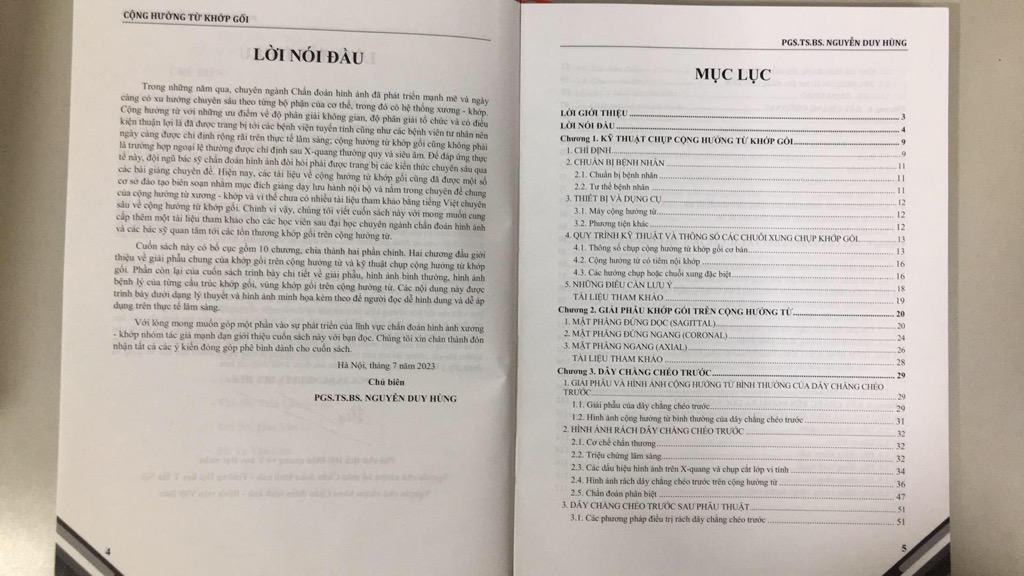 CỘNG HƯỞNG TỪ KHỚP GỐI
LỜI NÓI ĐẦU
Trong những năm qua, chuyên ngành Chẩn đoán hình ảnh đã phát triển mạnh mẽ và ngày
càng có xu hướng chuyên sâu theo từng bộ phận của cơ thể, trong đó có hệ thống xương - khớp.
Cộng hưởng từ với những ưu điểm về độ phân giải không gian, độ phân giải tổ chức và có điều
kiện thuận lợi là đã được trang bị tới các bệnh viện tuyến tỉnh cũng như các bệnh viện tư nhân nên
ngày càng được chỉ định rộng rãi trên thực tế lâm sàng; cộng hưởng từ khớp gối cũng không phải
là trường hợp ngoại lệ thường được chỉ định sau X-quang thường quy và siêu âm. Để đáp ứng thực
tế này, đội ngũ bác sỹ chẩn đoán hình ảnh đòi hỏi phải được trang bị các kiến thức chuyên sâu qua
các bài giảng chuyên đề. Hiện nay, các tài liệu về cộng hưởng từ khớp gối cũng đã được một số
cơ sở đào tạo biên soạn nhằm mục đích giảng dạy lưu hành nội bộ và nằm trong chuyên đề chung
của cộng hưởng từ xương - khớp và vì thế chưa có nhiều tài liệu tham khảo bằng tiếng Việt chuyên
sâu về cộng hưởng từ khớp gối. Chính vì vậy, chúng tôi viết cuốn sách này với mong muốn cung
cấp thêm một tài liệu tham khảo cho các học viên sau đại học chuyên ngành chẩn đoán hình ảnh
và các bác sỹ quan tâm tới các tổn thương khớp gối trên cộng hưởng từ.
Cuốn sách này có bố cục gồm 10 chương, chia thành hai phần chính. Hai chương đầu giới
thiệu về giải phẫu chung của khớp gối trên cộng hưởng từ và kỹ thuật chụp cộng hưởng từ khớp
gối. Phần còn lại của cuốn sách trình bày chi tiết về giải phẫu, hình ảnh bình thường, hình ảnh
bệnh lý của từng cấu trúc khớp gối, vùng khớp gối trên cộng hưởng từ. Các nội dung này được
trình bày dưới dạng lý thuyết và hình ảnh minh họa kèm theo để người đọc dễ hình dung và dễ áp
dụng trên thực tế lâm sàng.
Với lòng mong muốn góp một phần vào sự phát triển của lĩnh vực chẩn đoán hình ảnh xương
- khớp nhóm tác giả mạnh dạn giới thiệu cuốn sách này với bạn đọc. Chúng tôi xin chân thành đón
nhận tất cả các ý kiến đóng góp phê bình dành cho cuốn sách.
Hà Nội, tháng 7 năm 2023
Chủ biên
PGS.TS.BS. NGUYỄN DUY HÙNG
4
PGS.TS.BS. NGUYỄN DUY HÙNG
MỤC LỤC
LỜI GIỚI THIỆU 3
LỜI NÓI ĐẦU 4
Chương 1. KỸ THUẬT CHỤP CỘNG HƯỞNG TỪ KHỚP GỐI 9
1. CHỈ ĐỊNH 9
2. CHUẨN BỊ BỆNH NHÂN 11
2.1. Chuẩn bị bệnh nhân 11
2.2. Tư thế bệnh nhân 11
3. THIẾT BỊ VÀ DỤNG CỤ 12
3.1. Máy cộng hưởng từ 12
3.2. Phương tiện khác 12
4. QUY TRÌNH KỸ THUẬT VÀ THÔNG SỐ CÁC CHUỖI XUNG CHỤP KHỚP GỐI 13
4.1. Thông số chụp cộng hưởng từ khớp gối cơ bản 13
4.2. Cộng hưởng từ có tiêm nội khớp 16
4.3. Các hướng chụp hoặc chuỗi xung đặc biệt 16
5. NHỮNG ĐIỀU CẦN LƯU Ý 18
TÀI LIỆU THAM KHẢO 19
Chương 2. GIẢI PHẪU KHỚP GỐI TRÊN CỘNG HƯỞNG TỪ 20
1. MẶT PHẲNG ĐỨNG DỌC (SAGITTAL) 20
2. MẶT PHẲNG ĐỨNG NGANG (CORONAL) 24
3. MẶT PHẲNG NGANG (AXIAL) 26
TÀI LIỆU THAM KHẢO 28
Chương 3. DÂY CHẰNG CHÉO TRƯỚC 29
1. GIẢI PHẪU VÀ HÌNH ẢNH CỘNG HƯỞNG TỪ BÌNH THƯỜNG CỦA DÂY CHẰNG CHÉO
TRƯỚC 29
1.1. Giải phẫu của dây chằng chéo trước 29
1.2. Hình ảnh cộng hưởng từ bình thường của dây chằng chéo trước 31
2. HÌNH ẢNH RÁCH DÂY CHẰNG CHÉO TRƯỚC 32
2.1. Cơ chế chấn thương 32
2.2. Triệu chứng lâm sàng 32
2.3. Các dấu hiệu hình ảnh trên X-quang và chụp cắt lớp vi tính 34
2.4. Hình ảnh rách dây chằng chéo trước trên cộng hưởng từ 36
2.5. Chẩn đoán phân biệt 47
3. DÂY CHẰNG CHÉO TRƯỚC SAU PHẪU THUẬT 51
3.1. Các phương pháp điều trị rách dây chằng chéo trước 51
5